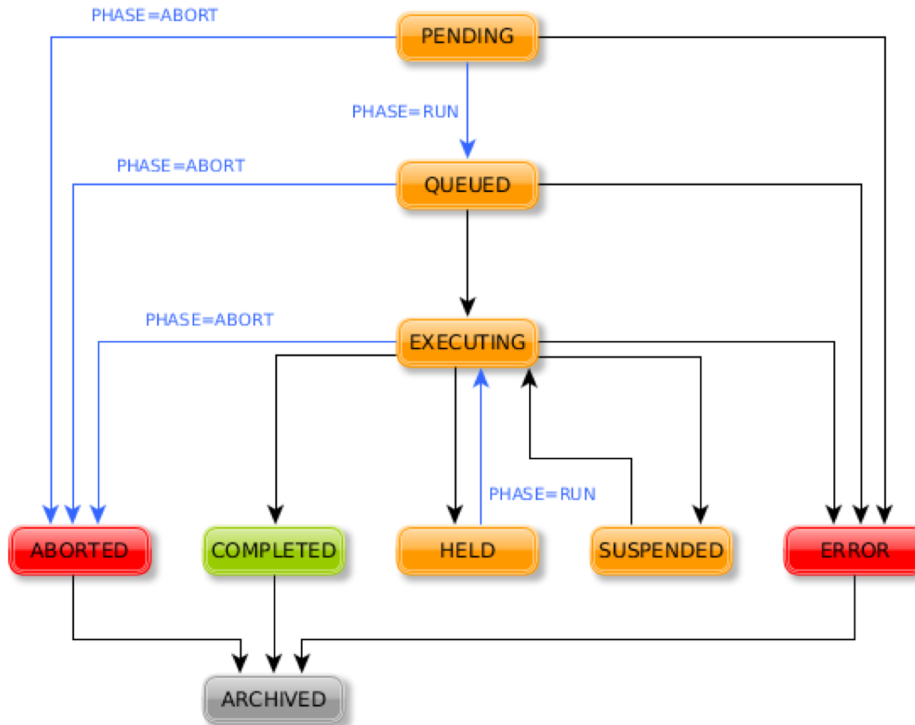 PHASE=ABORT
PENDING
PHASE=RUN
PHASE=ABORT
QUEUED
PHASE=ABORT
EXECUTING
PHASE=RUN
ABORTED
COMPLETED
HELD
SUSPENDED
ERROR
ARCHIVED